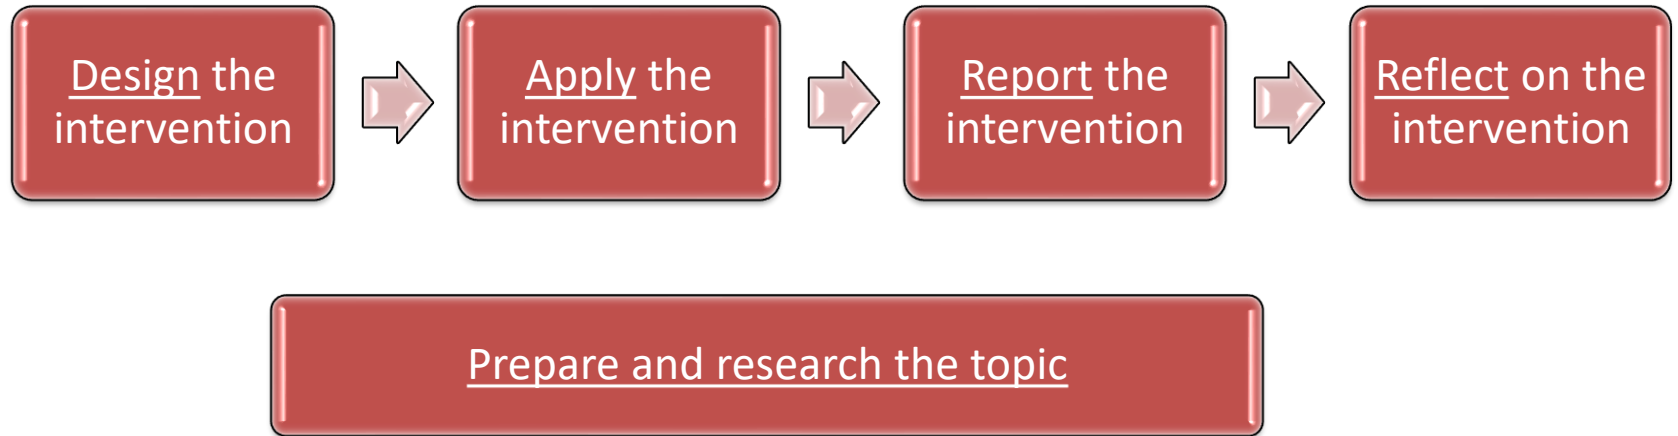 Design the
intervention
Apply the
intervention
Report the
intervention
Reflect on the
intervention
Prepare and research the topic